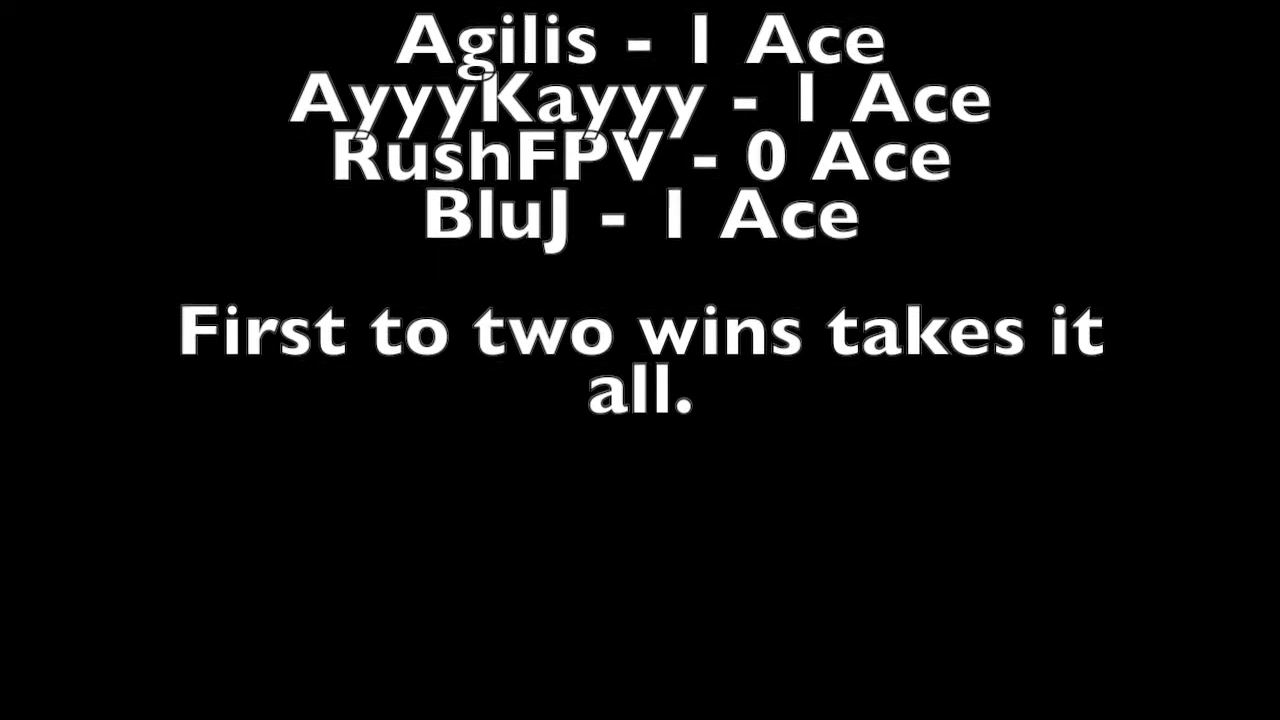 Agilis - 1 Ace
AyyyKayyy - 1 Ace
RushFPV - 0 Ace
BluJ - 1 Ace
First to two wins takes it
all.